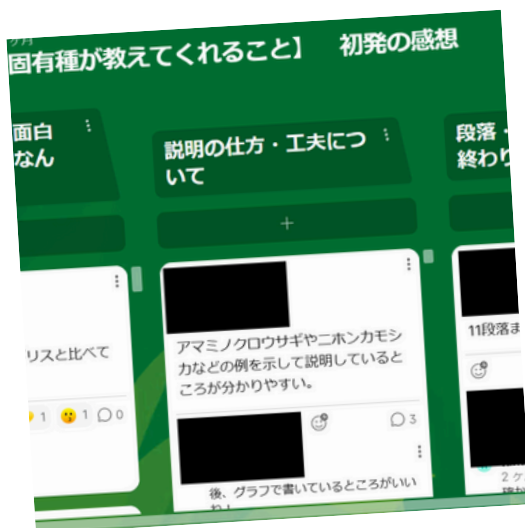 ケ月
固有種が教えてくれること】 初発の感想
面白
なん
説明の仕方・工夫につ
いて
段落・
終わり
＋
リスと比べて
1
1
0
アマミノクロウサギやニホンカモシ
カなどの例を示して説明していると
ころが分かりやすい。
3
後、グラフで書いているところがいい
11段落ま
2 ケ